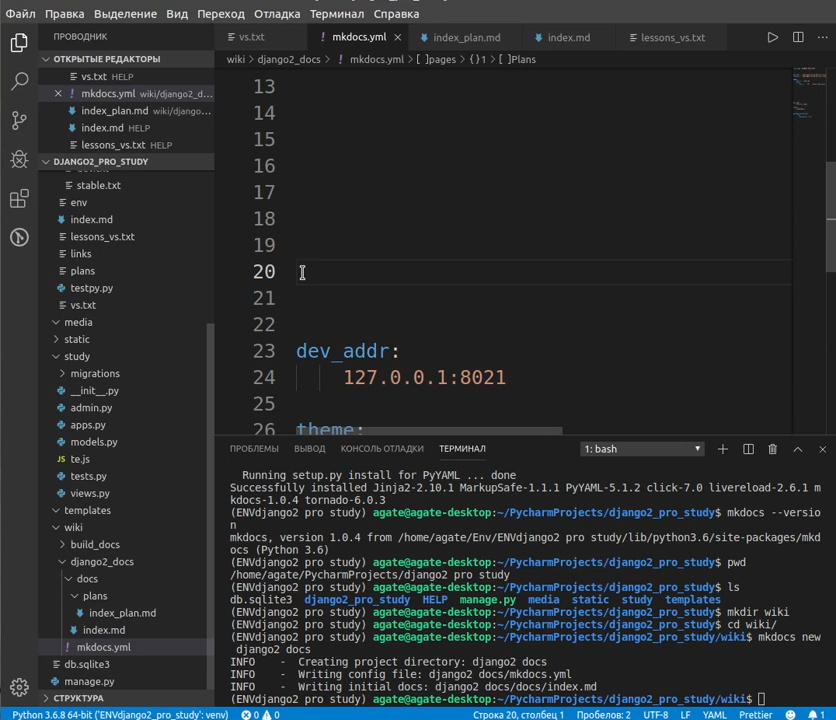 Файл Правка Выделение Вид Переход Отладка Терминал Справка
ПРОВОДНИК
ОТКРЫТЫЕ РЕДАКТОРЫ
vs.txt HELP
mkdocs.yml wiki/django2_d...
index_plan.md wiki/django...
index.md HELP
lessons_vs.txt HELP
DJANGO2_PRO_STUDY
stable.txt
env
index.md
lessons_vs.txt
links
plans
testpy.py
vs.txt
media
static
study
migrations
__init__.py
admin.py
apps.py
models.py
te.js
tests.py
views.py
templates
wiki
build_docs
django2_docs
docs
plans
index_plan.md
index.md
mkdocs.yml
db.sqlite3
manage.py
СТРУКТУРА
vs.txt mkdocs.yml index_plan.md index.md lessons_vs.txt
wiki > django2_docs > mkdocs.yml > [ ]pages > {}1 > [ ]Plans
13
14
15
16
17
18
19
20
21
22
23 dev_addr:
24 127.0.0.1:8021
25
26 theme:
ПРОБЛЕМЫ ВЫВОД КОНСОЛЬ ОТЛАДКИ ТЕРМИНАЛ 1: bash
Running setup.py install for PyYAML ... done
Successfully installed Jinja2-2.10.1 MarkupSafe-1.1.1 PyYAML-5.1.2 click-7.0 livereload-2.6.1 m
kdocs-1.0.4 tornado-6.0.3
(ENVdjango2 pro study) agate@agate-desktop:~/PycharmProjects/django2_pro_study$ mkdocs --versio
n
mkdocs, version 1.0.4 from /home/agate/Env/ENVdjango2 pro study/lib/python3.6/site-packages/mkd
ocs (Python 3.6)
(ENVdjango2 pro study) agate@agate-desktop:~/PycharmProjects/django2_pro_study$ pwd
/home/agate/PycharmProjects/django2 pro study
(ENVdjango2 pro study) agate@agate-desktop:~/PycharmProjects/django2_pro_study$ ls
db.sqlite3 django2_pro_study HELP manage.py media static study templates
(ENVdjango2 pro study) agate@agate-desktop:~/PycharmProjects/django2_pro_study$ mkdir wiki
(ENVdjango2 pro study) agate@agate-desktop:~/PycharmProjects/django2_pro_study$ cd wiki/
(ENVdjango2 pro study) agate@agate-desktop:~/PycharmProjects/django2_pro_study/wiki$ mkdocs new
django2 docs
INFO - Creating project directory: django2 docs
INFO - Writing config file: django2 docs/mkdocs.yml
INFO - Writing initial docs: django2 docs/docs/index.md
(ENVdjango2 pro study) agate@agate-desktop:~/PycharmProjects/django2_pro_study/wiki$
Python 3.6.8 64-bit ('ENVdjango2_pro_study': venv) 0 0 Строка 20, столбец 1 Пробелов: 2 UTF-8 LF YAML Prettier 1